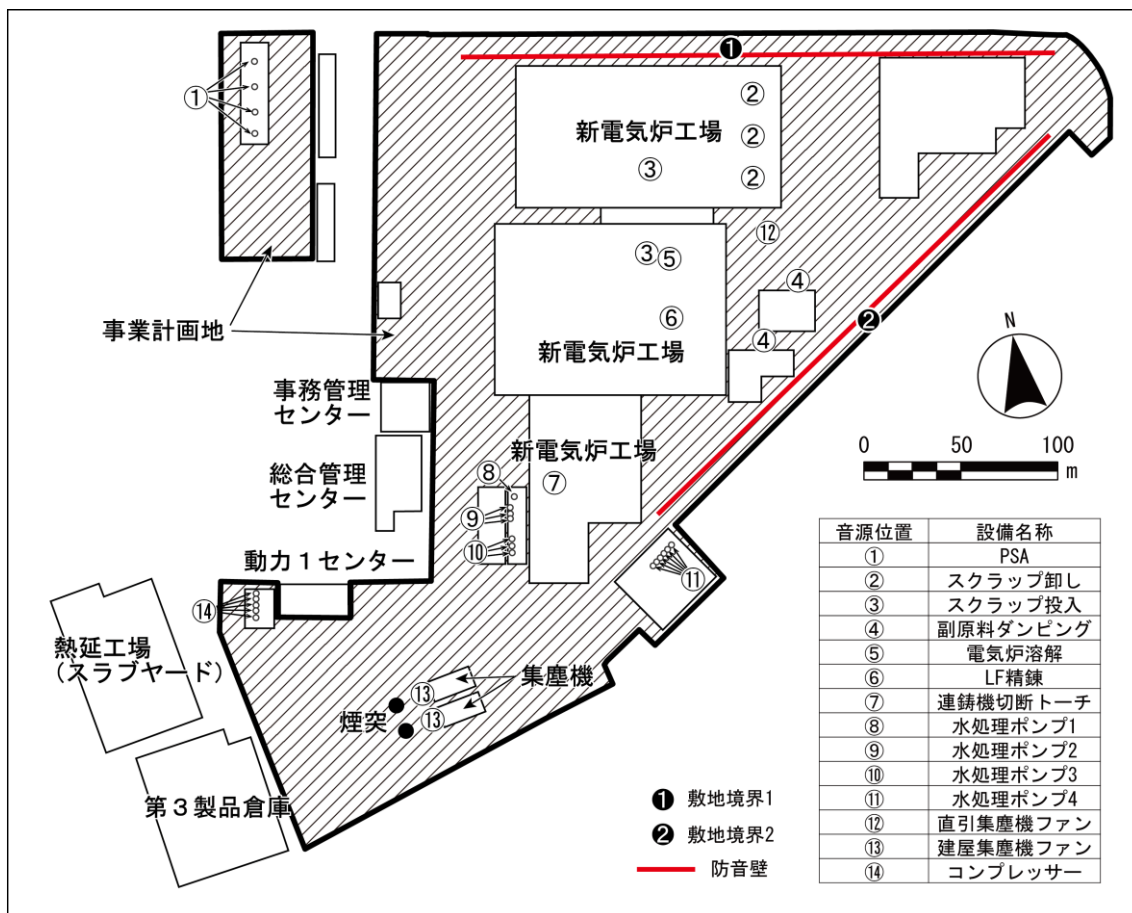 ❶
①
②
新電気炉工場
②
③
②
⑫
③
⑤
④
⑥
❷
事業計画地
新電気炉工場
④
N
事務管理
センター
0 50 100
m
新電気炉工場
総合管理
センター
⑧
⑦
⑨
⑩
動力1センター
⑪
⑭
熱延工場
(スラブヤード)
集塵機
⑬
⑬
煙突
第3製品倉庫
❶ 敷地境界1
❷ 敷地境界2
防音壁
音源位置 設備名称
① PSA
② スクラップ卸し
③ スクラップ投入
④ 副原料ダンピング
⑤ 電気炉溶解
⑥ LF精錬
⑦ 連鋳機切断トーチ
⑧ 水処理ポンプ1
⑨ 水処理ポンプ2
⑩ 水処理ポンプ3
⑪ 水処理ポンプ4
⑫ 直引集塵機ファン
⑬ 建屋集塵機ファン
⑭ コンプレッサー